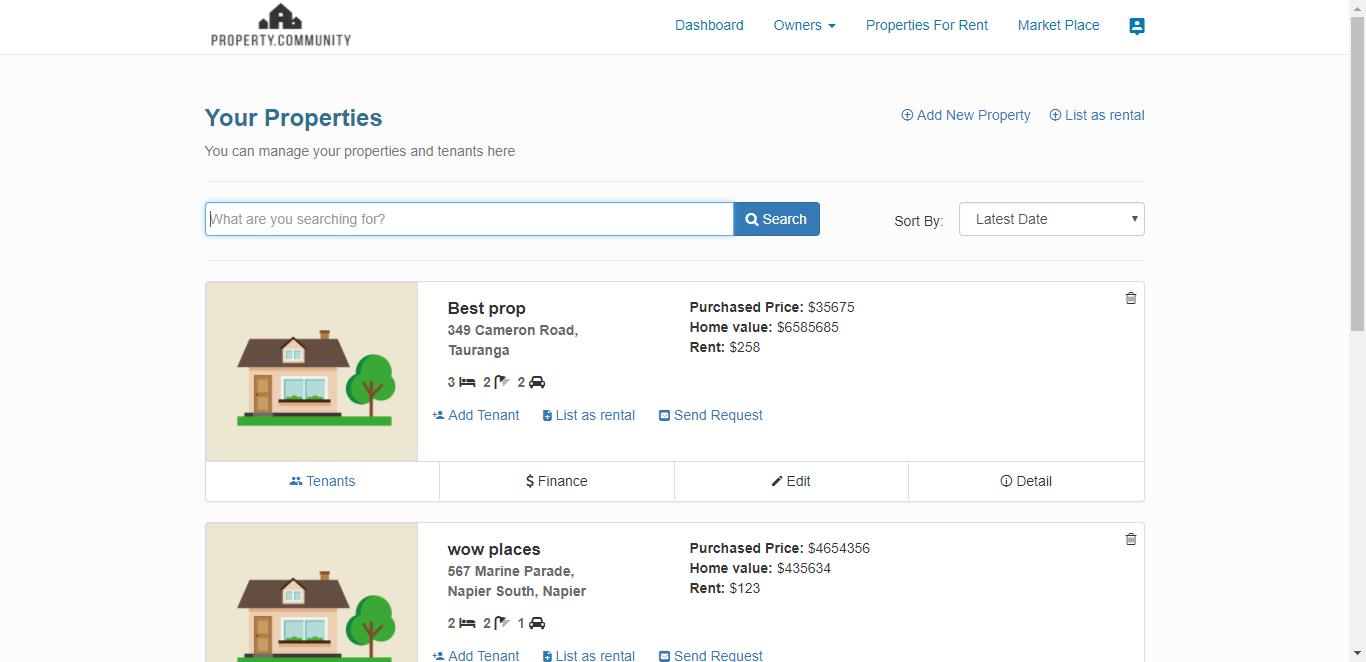 PROPERTY.COMMUNITY
Dashboard Owners Properties For Rent Market Place
Your Properties
Add New Property List as rental
You can manage your properties and tenants here
What are you searching for? Search Sort By: Latest Date
Best prop
349 Cameron Road,
Tauranga
3 2 2
Purchased Price: $35675
Home value: $6585685
Rent: $258
Add Tenant List as rental Send Request
Tenants $ Finance Edit Detail
wow places
567 Marine Parade,
Napier South, Napier
2 2 1
Purchased Price: $4654356
Home value: $435634
Rent: $123
Add Tenant List as rental Send Request